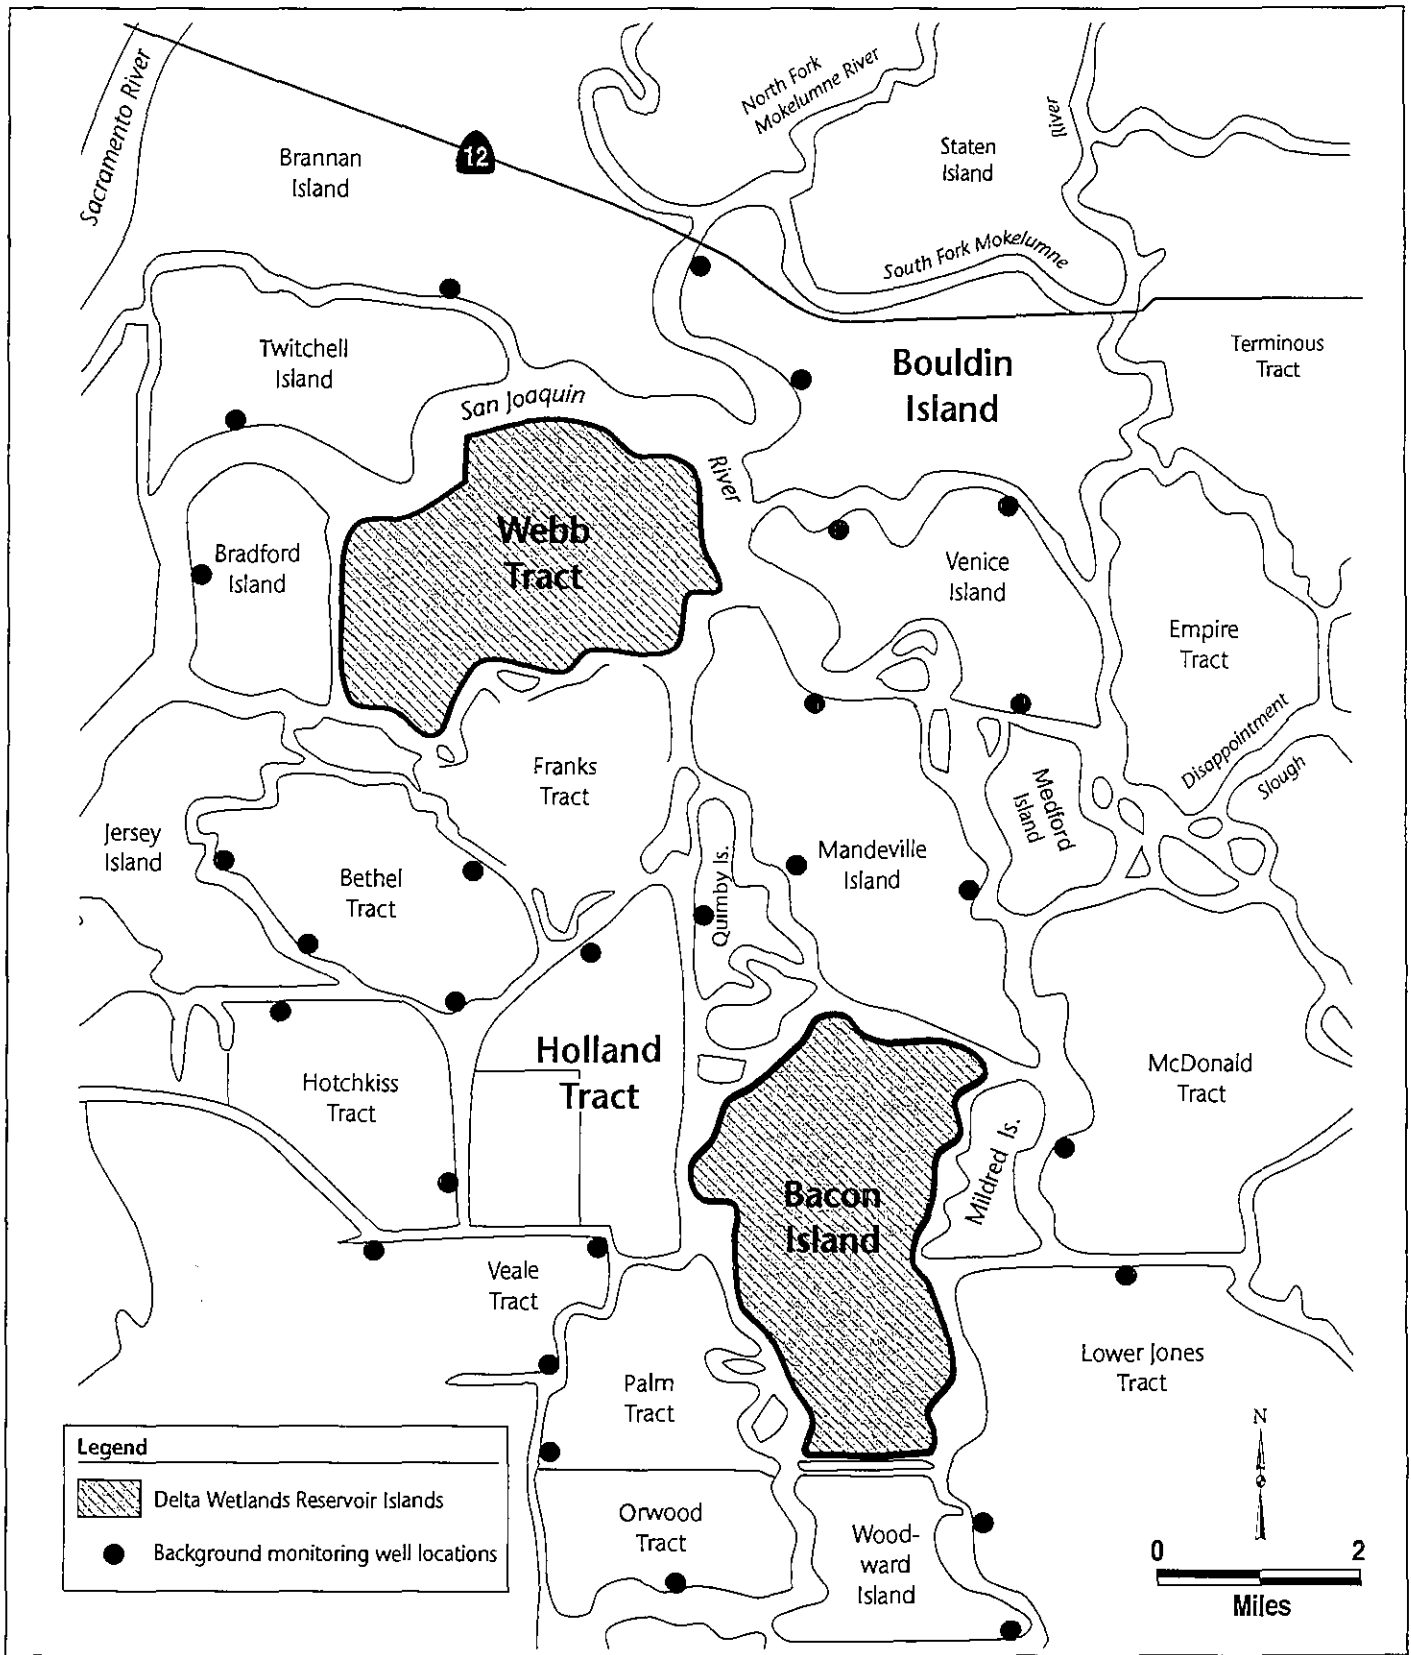 Sacramento River
Brannan
Island
12
North Fork
Mokelumne River
Staten
Island
River
South Fork Mokelumne
Twitchell
Island
San Joaquin
River
Bouldin
Island
Terminous
Tract
Webb
Tract
Bradford
Island
Venice
Island
Empire
Tract
Disappointment
Slough
Franks
Tract
Medford
Island
Jersey
Island
Bethel
Tract
Quimby Is.
Mandeville
Island
Holland
Tract
Hotchkiss
Tract
McDonald
Tract
Mildred Is.
Bacon
Island
Veale
Tract
Palm
Tract
Lower Jones
Tract
Orwood
Tract
Wood-
ward
Island
Legend
Delta Wetlands Reservoir Islands
Background monitoring well locations
N
0 2
Miles